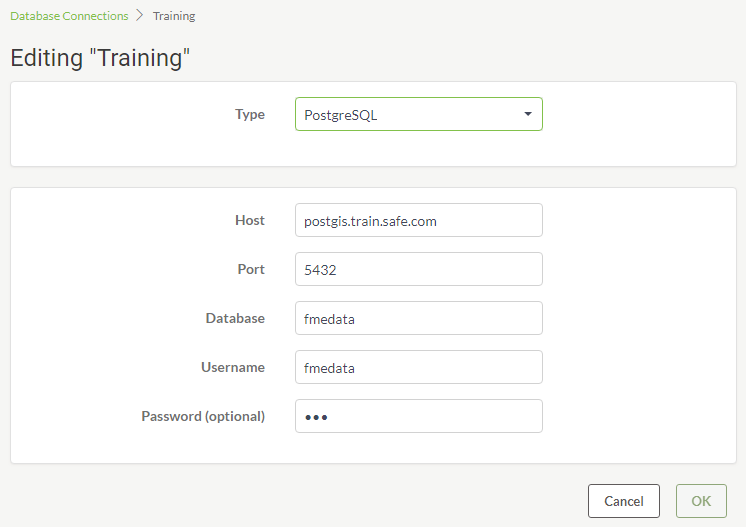 Database Connections > Training
Editing "Training"
Type PostgreSQL
Host postgis.train.safe.com
Port 5432
Database fmedata
Username fmedata
Password (optional) •••
Cancel OK